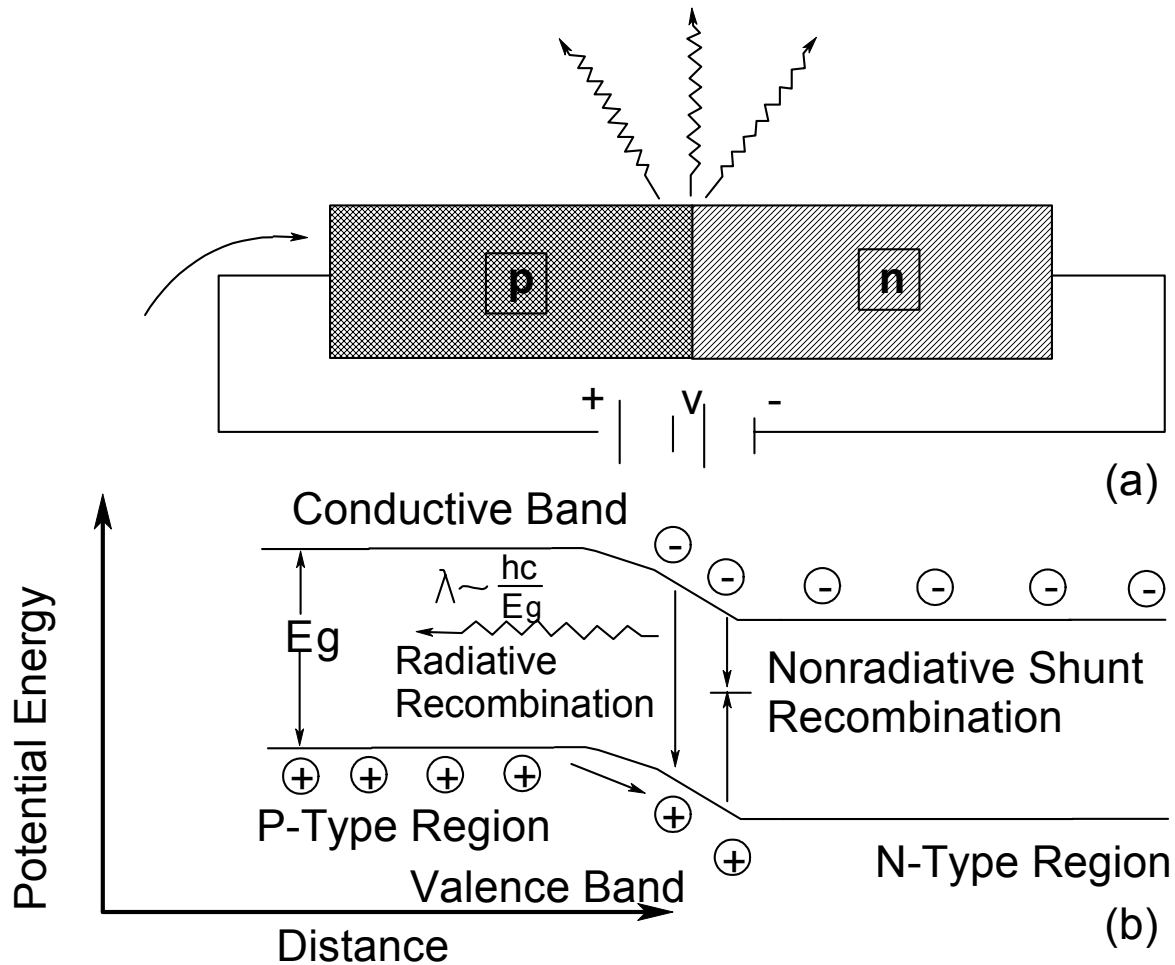 p
n
+ v -
(a)
Conductive Band
- - - - - -
λ~ hc
Eg
Eg
Radiative
Recombination
Nonradiative Shunt
Recombination
+ + + + + +
P-Type Region
N-Type Region
Valence Band
Potential Energy
Distance
(b)